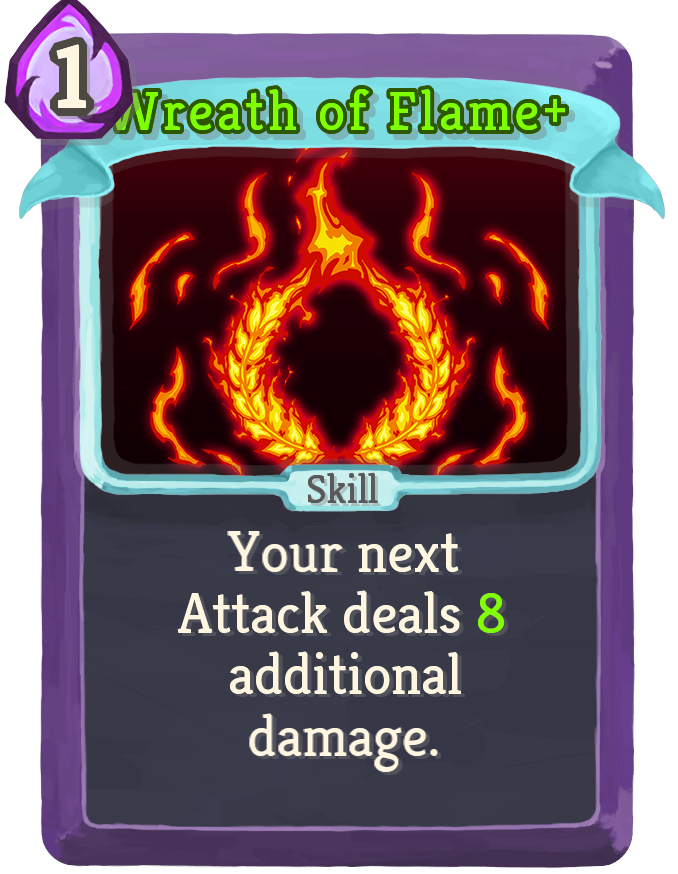 1
Wreath of Flame+
Skill
Your next
Attack deals 8
additional
damage.